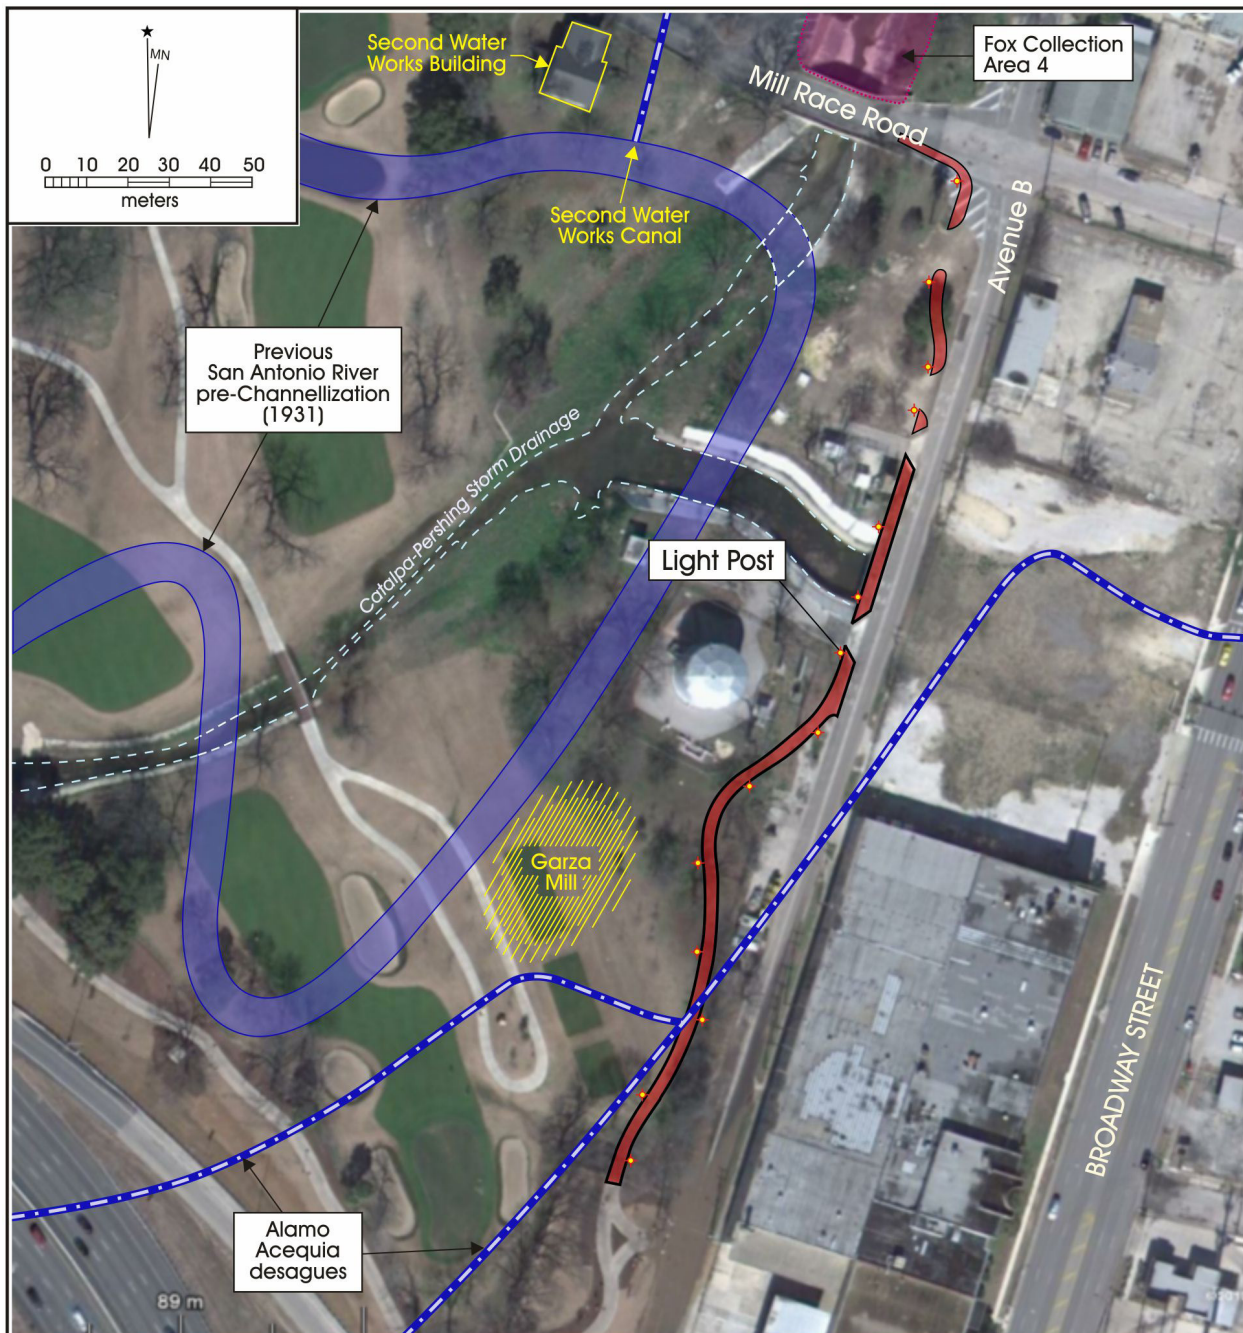 MN
0 10 20 30 40 50
meters
Second Water
Works Building
Fox Collection
Area 4
Mill Race Road
Second Water
Works Canal
Avenue B
Previous
San Antonio River
pre-Channellization
(1931)
Catalpa-Pershing Storm Drainage
Light Post
Garza
Mill
BROADWAY STREET
Alamo
Acequia
desagues
89 m